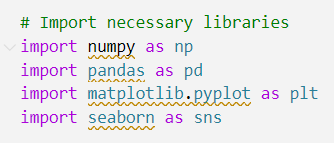 # Import necessary libraries
import numpy as np
import pandas as pd
import matplotlib.pyplot as plt
import seaborn as sns